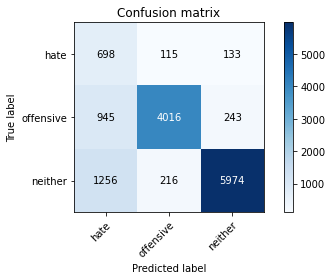 Confusion matrix
hate 698 115 133
offensive 945 4016 243
neither 1256 216 5974
hate offensive neither
True label
Predicted label
5000
4000
3000
2000
1000